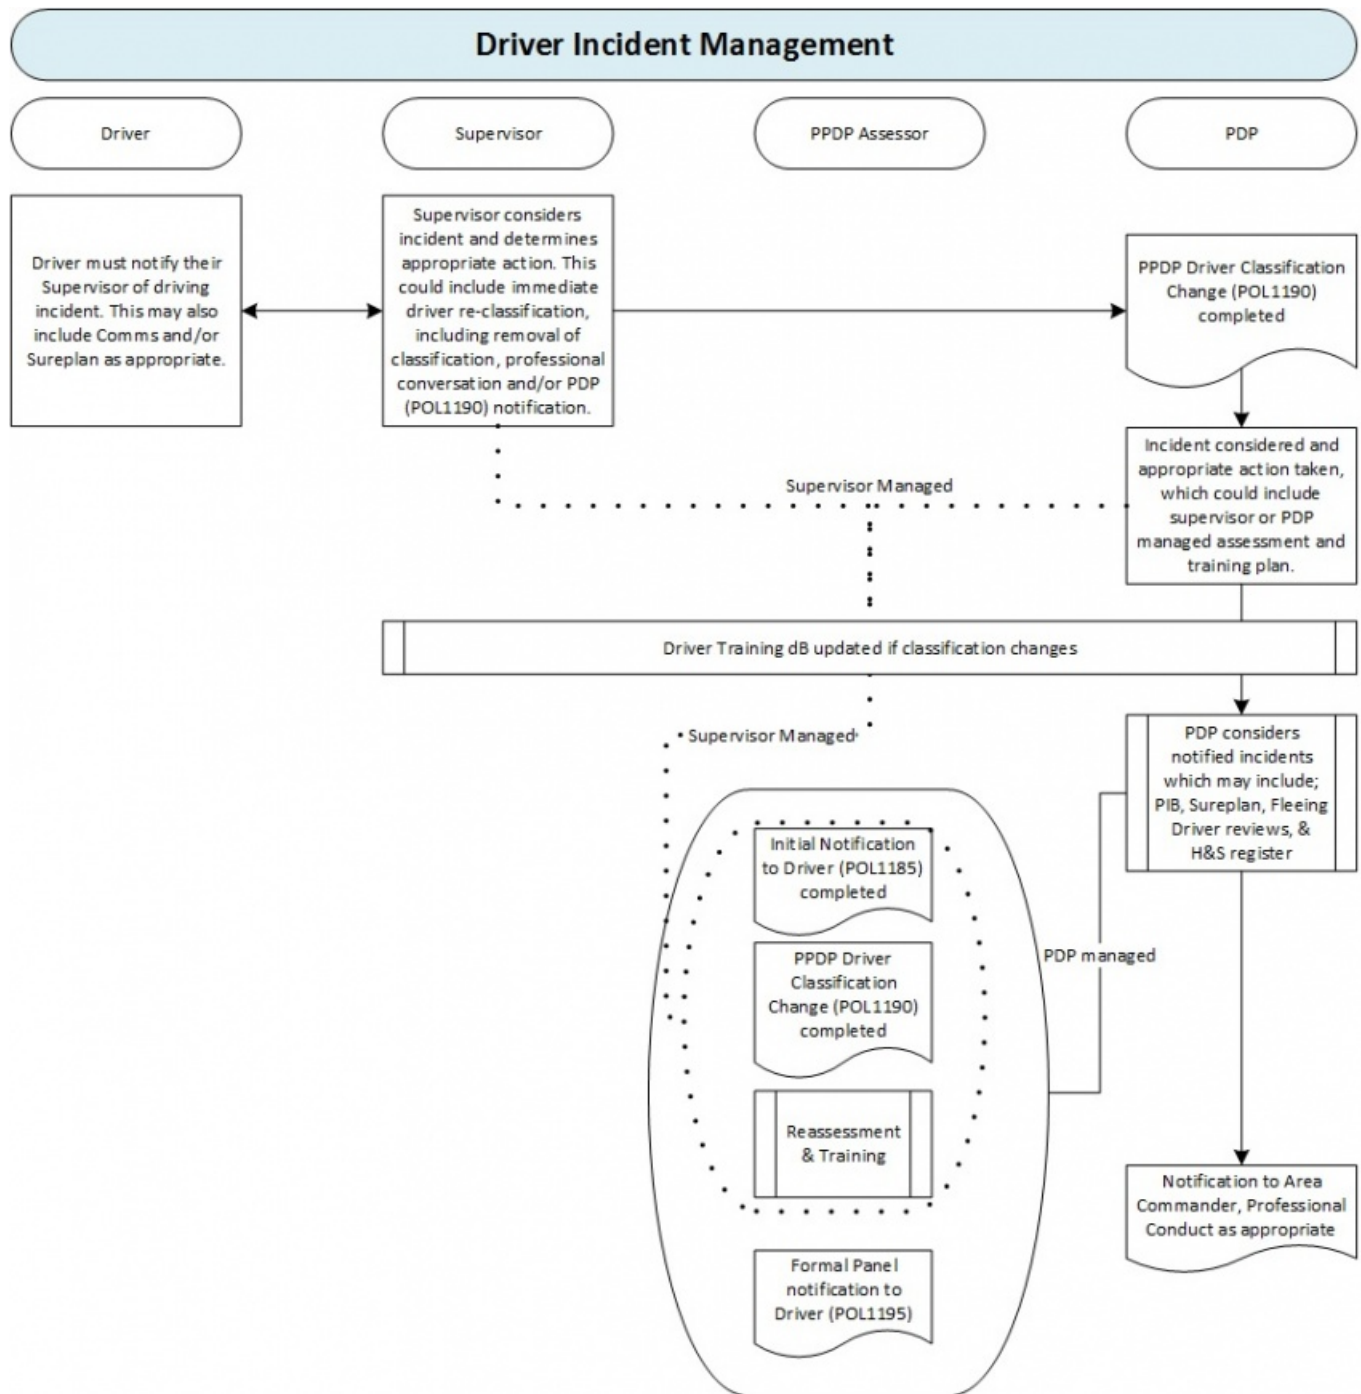 Driver Incident Management
Driver
Supervisor
PPDP Assessor
PDP
Driver must notify their
Supervisor of driving
incident. This may also
include Comms and/or
Sureplan as appropriate.
Supervisor considers
incident and determines
appropriate action. This
could include immediate
driver re-classification,
including removal of
classification, professional
conversation and/or PDP
(POL1190) notification.
PPDP Driver Classification
Change (POL1190)
completed
Incident considered and
appropriate action taken,
which could include
supervisor or PDP
managed assessment and
training plan.
Supervisor Managed
Driver Training dB updated if classification changes
Supervisor Managed
PDP considers
notified incidents
which may include;
PIB, Sureplan, Fleeing
Driver reviews, &
H&S register
Initial Notification
to Driver (POL1185)
completed
PPDP Driver
Classification
Change (POL1190)
completed
PDP managed
Reassessment
& Training
Formal Panel
notification to
Driver (POL1195)
Notification to Area
Commander, Professional
Conduct as appropriate